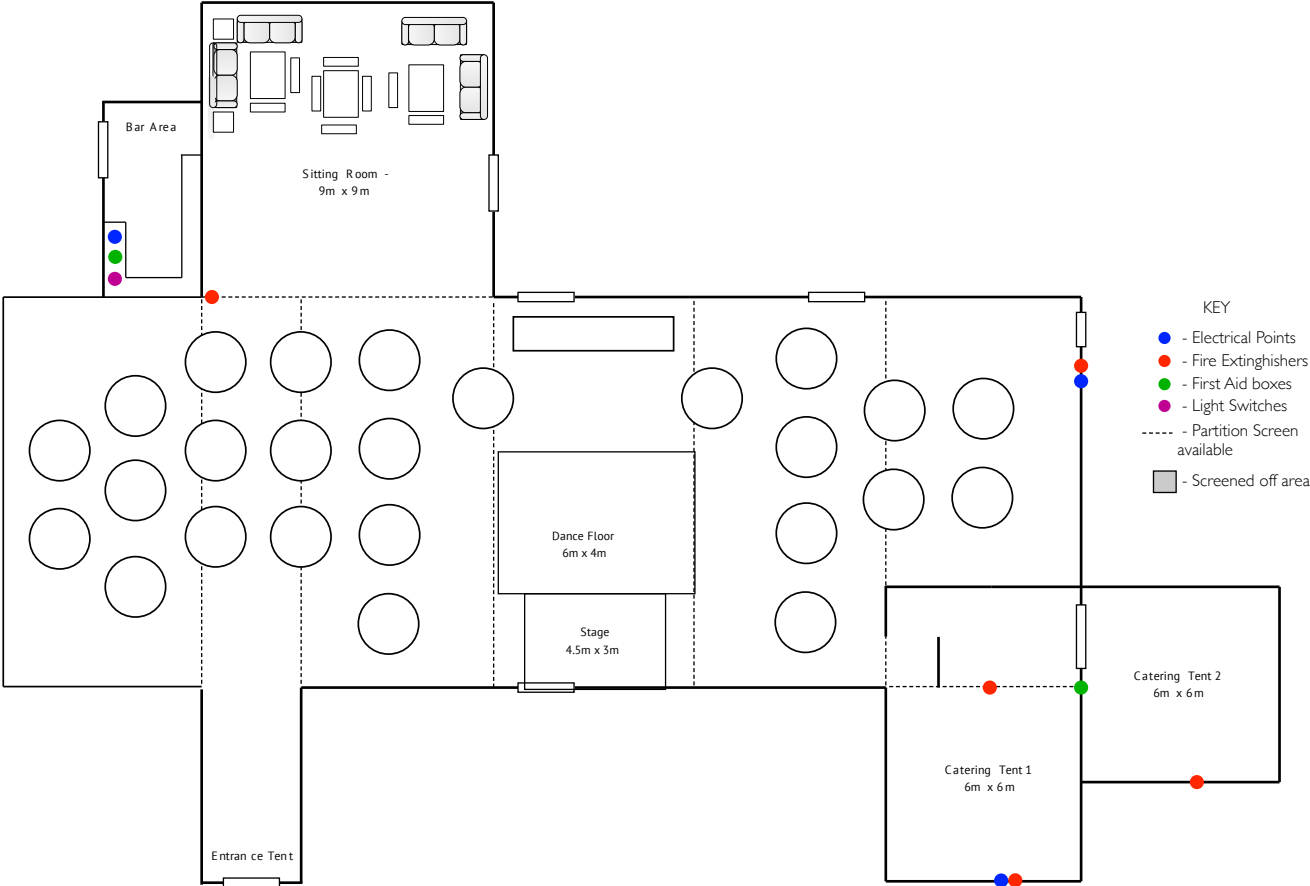 Bar Area
Sitting Room -
9m x 9m
KEY
- Electrical Points
- Fire Extinghishers
- First Aid boxes
- Light Switches
- Partition Screen
available
- Screened off area
Dance Floor
6m x 4m
Stage
4.5m x 3m
Catering Tent 2
6m x 6m
Catering Tent 1
6m x 6m
Entran ce Tent